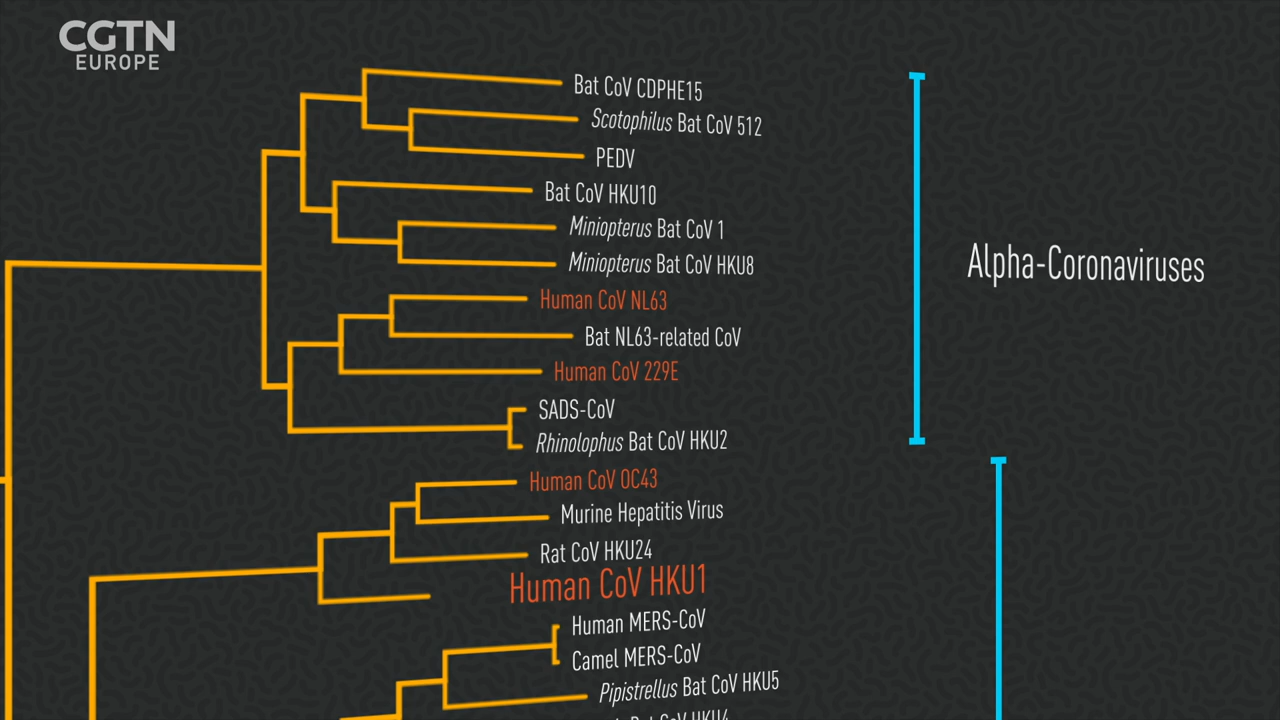 CGTN
EUROPE
Bat CoV CDPHE15
Scotophilus Bat CoV 512
PEDV
Bat CoV HKU10
Miniopterus Bat CoV 1
Miniopterus Bat CoV HKU8
Alpha-Coronaviruses
Human CoV NL63
Bat NL63-related CoV
Human CoV 229E
SADS-CoV
Rhinolophus Bat CoV HKU2
Human CoV OC43
Murine Hepatitis Virus
Rat CoV HKU24
Human CoV HKU1
Human MERS-CoV
Camel MERS-CoV
Pipistrellus Bat CoV HKU5
Bat CoV HKU4